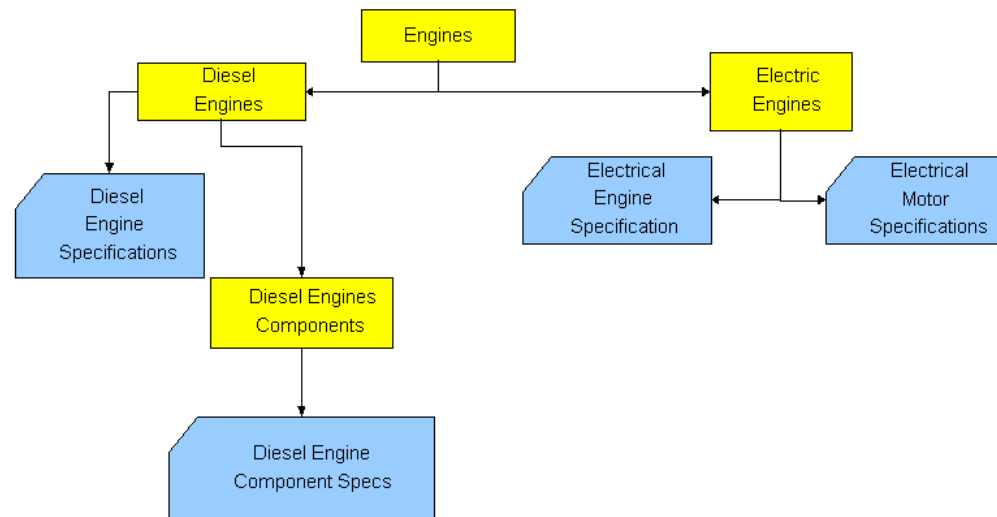 Engines
Diesel
Engines
Electric
Engines
Diesel
Engine
Specifications
Electrical
Engine
Specification
Electrical
Motor
Specifications
Diesel Engines
Components
Diesel Engine
Component Specs